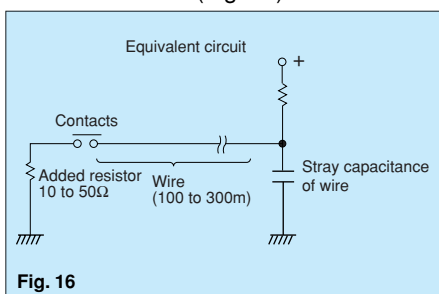 Equivalent circuit
+
Contacts
Added resistor
10 to 50Ω
Wire
(100 to 300m)
Stray capacitance
of wire
Fig. 16